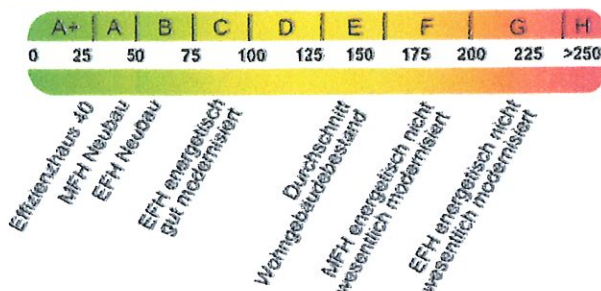 A+ A B C D E F G H
0 25 50 75 100 125 150 175 200 225 >250
Effizienzhaus 40
MFH Neubau
EFH Neubau
EFH energetisch
gut modernisiert
Durchschnitt
Wohngebäudebestand
MFH energetisch nicht
wesentlich modernisiert
EFH energetisch nicht
wesentlich modernisiert